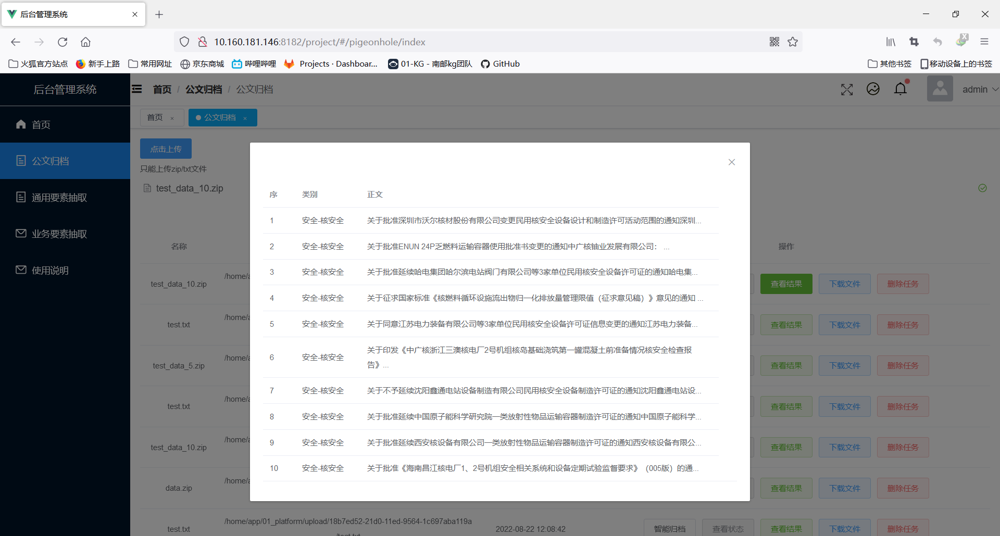 后台管理系统
10.160.181.146:8182/project/#/pigeonhole/index
火狐官方站点 新手上路 常用网址 京东商城 哔哩哔哩 Projects · Dashboar... 01-KG - 南邮kg团队 GitHub 其他书签 移动设备上的书签
后台管理系统 首页 / 公文归档 / 公文归档 admin
首页 公文归档
首页
公文归档
通用要素抽取
业务要素抽取
使用说明
点击上传
只能上传zip/txt文件
test_data_10.zip
名称 操作
test_data_10.zip /home/a 查看结果 下载文件 删除任务
test.txt /home/a 查看结果 下载文件 删除任务
test_data_5.zip /home/a 查看结果 下载文件 删除任务
test.txt /home/a 查看结果 下载文件 删除任务
test_data_10.zip /home/a 查看结果 下载文件 删除任务
data.zip /home/a 查看结果 下载文件 删除任务
/home/app/01_platform/upload/18b7ed52-21d0-11ed-9564-1c697aba119a
/test.txt
test.txt 2022-08-22 12:08:42 智能归档 查看状态 查看结果 下载文件 删除任务
序 类别 正文
1 安全-核安全 关于批准深圳市沃尔核材股份有限公司变更民用核安全设备设计和制造许可活动范围的通知深圳...
2 安全-核安全 关于批准ENUN 24P乏燃料运输容器使用批准书变更的通知中广核铀业发展有限公司： ...
3 安全-核安全 关于批准延续哈电集团哈尔滨电站阀门有限公司等3家单位民用核安全设备许可证的通知哈电集...
4 安全-核安全 关于征求国家标准《核燃料循环设施流出物归一化排放量管理限值（征求意见稿）》意见的通知 ...
5 安全-核安全 关于同意江苏电力装备有限公司等3家单位民用核安全设备许可证信息变更的通知江苏电力装备...
6 安全-核安全 关于印发《中广核浙江三澳核电厂2号机组核岛基础浇筑第一罐混凝土前准备情况核安全检查报
告》...
7 安全-核安全 关于不予延续沈阳鑫通电站设备制造有限公司民用核安全设备制造许可证的通知沈阳鑫通电站设...
8 安全-核安全 关于批准延续中国原子能科学研究院一类放射性物品运输容器制造许可证的通知中国原子能科学...
9 安全-核安全 关于批准延续西安核设备有限公司一类放射性物品运输容器制造许可证的通知西安核设备有限公...
10 安全-核安全 关于批准《海南昌江核电厂1、2号机组安全相关系统和设备定期试验监督要求》（005版）的通...